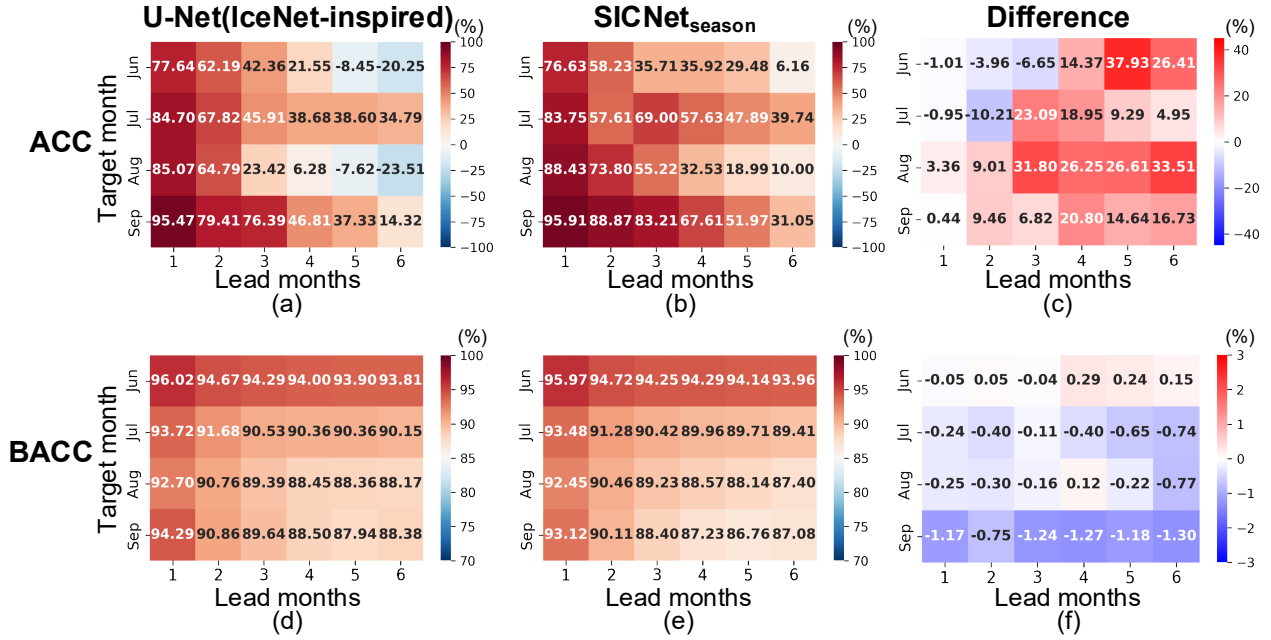 U-Net(IceNet-inspired) (%) SICNet_season (%) Difference (%)
ACC
Target month
Jun 77.64 62.19 42.36 21.55 -8.45 -20.25
Jul 84.70 67.82 45.91 38.68 38.60 34.79
Aug 85.07 64.79 23.42 6.28 -7.62 -23.51
Sep 95.47 79.41 76.39 46.81 37.33 14.32
1 2 3 4 5 6
Lead months
(a)
100
75
50
25
0
−25
−50
−75
−100
Jun 76.63 58.23 35.71 35.92 29.48 6.16
Jul 83.75 57.61 69.00 57.63 47.89 39.74
Aug 88.43 73.80 55.22 32.53 18.99 10.00
Sep 95.91 88.87 83.21 67.61 51.97 31.05
1 2 3 4 5 6
Lead months
(b)
100
75
50
25
0
−25
−50
−75
−100
Jun -1.01 -3.96 -6.65 14.37 37.93 26.41
Jul -0.95 -10.21 23.09 18.95 9.29 4.95
Aug 3.36 9.01 31.80 26.25 26.61 33.51
Sep 0.44 9.46 6.82 20.80 14.64 16.73
1 2 3 4 5 6
Lead months
(c)
40
20
0
−20
−40
BACC
Target month
(%)
Jun 96.02 94.67 94.29 94.00 93.90 93.81
Jul 93.72 91.68 90.53 90.36 90.36 90.15
Aug 92.70 90.76 89.39 88.45 88.36 88.17
Sep 94.29 90.86 89.64 88.50 87.94 88.38
1 2 3 4 5 6
Lead months
(d)
100
95
90
85
80
75
70
(%)
Jun 95.97 94.72 94.25 94.29 94.14 93.96
Jul 93.48 91.28 90.42 89.96 89.71 89.41
Aug 92.45 90.46 89.23 88.57 88.14 87.40
Sep 93.12 90.11 88.40 87.23 86.76 87.08
1 2 3 4 5 6
Lead months
(e)
100
95
90
85
80
75
70
(%)
Jun -0.05 0.05 -0.04 0.29 0.24 0.15
Jul -0.24 -0.40 -0.11 -0.40 -0.65 -0.74
Aug -0.25 -0.30 -0.16 0.12 -0.22 -0.77
Sep -1.17 -0.75 -1.24 -1.27 -1.18 -1.30
1 2 3 4 5 6
Lead months
(f)
3
2
1
0
−1
−2
−3